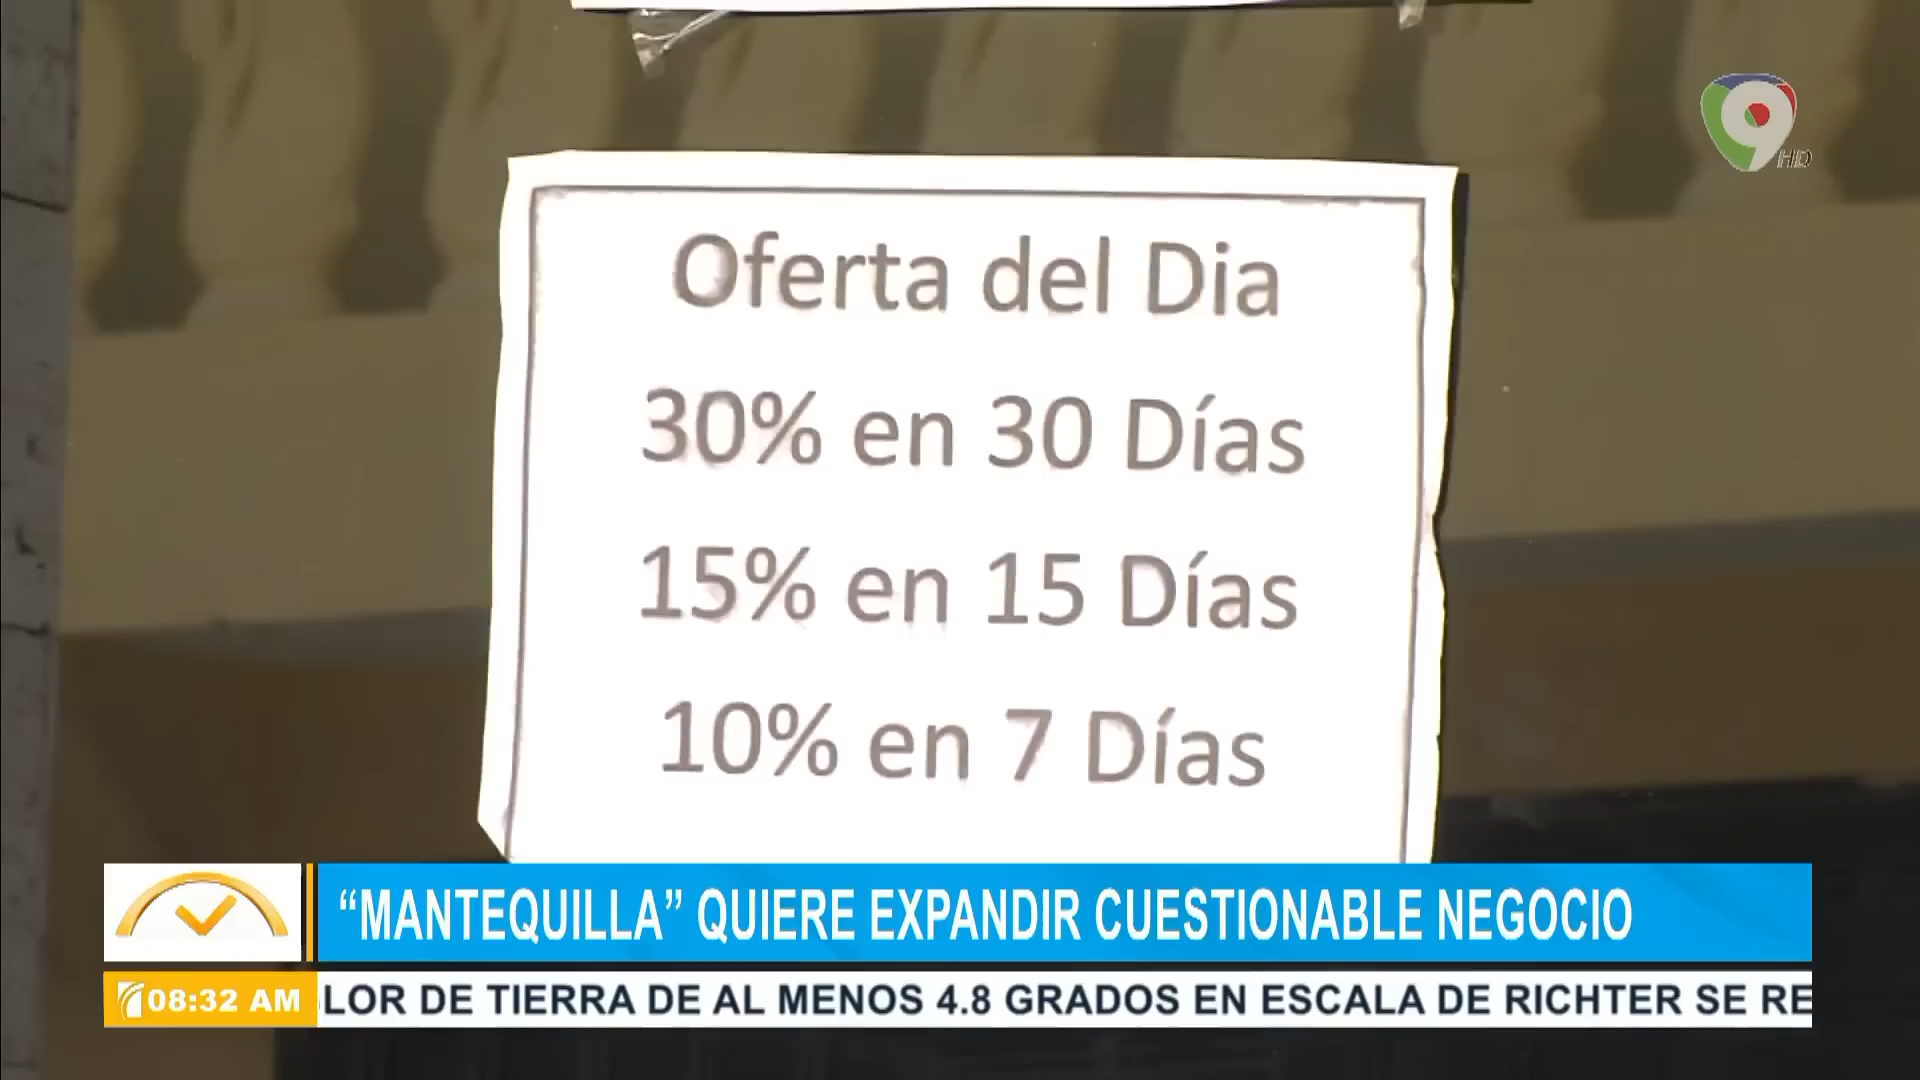 9
HD
Oferta del Dia
30% en 30 Días
15% en 15 Días
10% en 7 Días
“MANTEQUILLA” QUIERE EXPANDIR CUESTIONABLE NEGOCIO
08:32 AM
LOR DE TIERRA DE AL MENOS 4.8 GRADOS EN ESCALA DE RICHTER SE RE